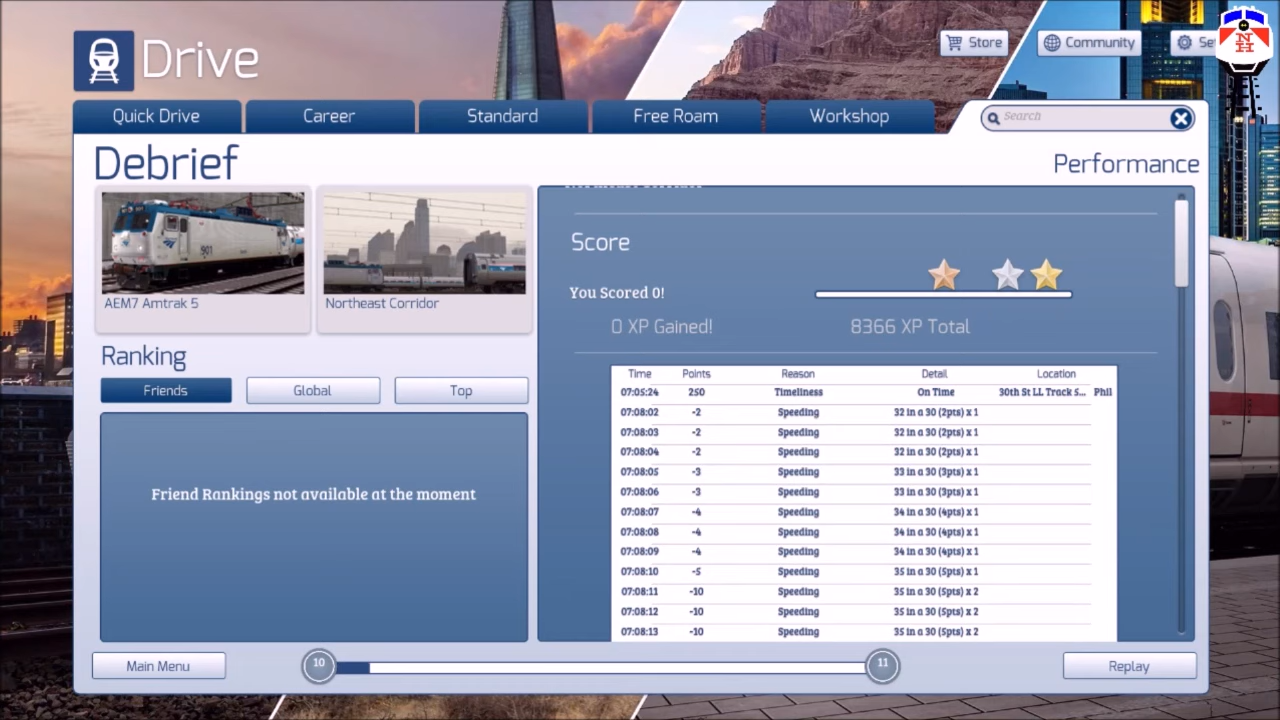 Drive
Store
Community
Se
N
H
Quick Drive
Career
Standard
Free Roam
Workshop
Search
Debrief
Performance
901
AEM7 Amtrak 5
Northeast Corridor
Ranking
Friends
Global
Top
Friend Rankings not available at the moment
Score
You Scored 0!
0 XP Gained!
8366 XP Total
Time Points Reason Detail Location
07:05:24 250 Timeliness On Time 30th St LL Track S... Phil
07:08:02 -2 Speeding 32 in a 30 (2pts) x 1
07:08:03 -2 Speeding 32 in a 30 (2pts) x 1
07:08:04 -2 Speeding 32 in a 30 (2pts) x 1
07:08:05 -3 Speeding 33 in a 30 (3pts) x 1
07:08:06 -3 Speeding 33 in a 30 (3pts) x 1
07:08:07 -4 Speeding 34 in a 30 (4pts) x 1
07:08:08 -4 Speeding 34 in a 30 (4pts) x 1
07:08:09 -4 Speeding 34 in a 30 (4pts) x 1
07:08:10 -5 Speeding 35 in a 30 (5pts) x 1
07:08:11 -10 Speeding 35 in a 30 (5pts) x 2
07:08:12 -10 Speeding 35 in a 30 (5pts) x 2
07:08:13 -10 Speeding 35 in a 30 (5pts) x 2
Main Menu
10
11
Replay